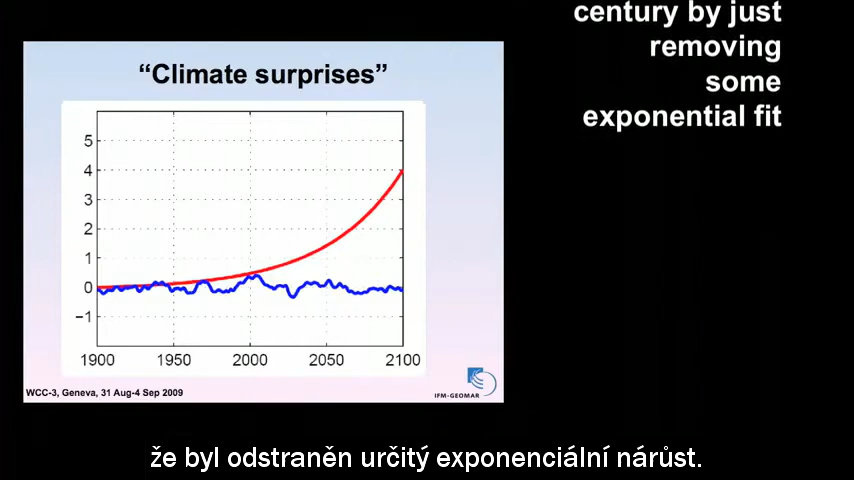 century by just
removing
some
exponential fit
“Climate surprises”
5
4
3
2
1
0
−1
1900 1950 2000 2050 2100
WCC-3, Geneva, 31 Aug-4 Sep 2009
IFM-GEOMAR
že byl odstraněn určitý exponenciální nárůst.